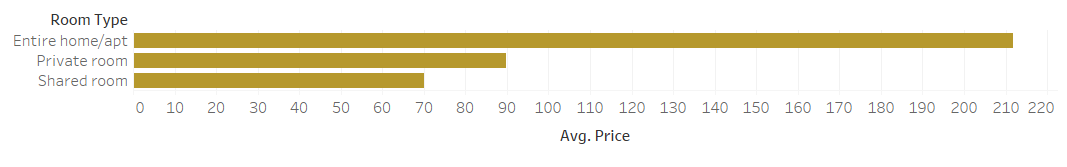 Room Type
Entire home/apt
Private room
Shared room
0 10 20 30 40 50 60 70 80 90 100 110 120 130 140 150 160 170 180 190 200 210 220
Avg. Price